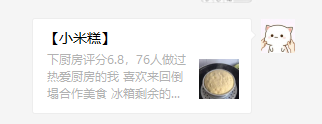 【小米糕】
下厨房评分6.8，76人做过
热爱厨房的我 喜欢来回倒
塌合作美食 冰箱剩余的...